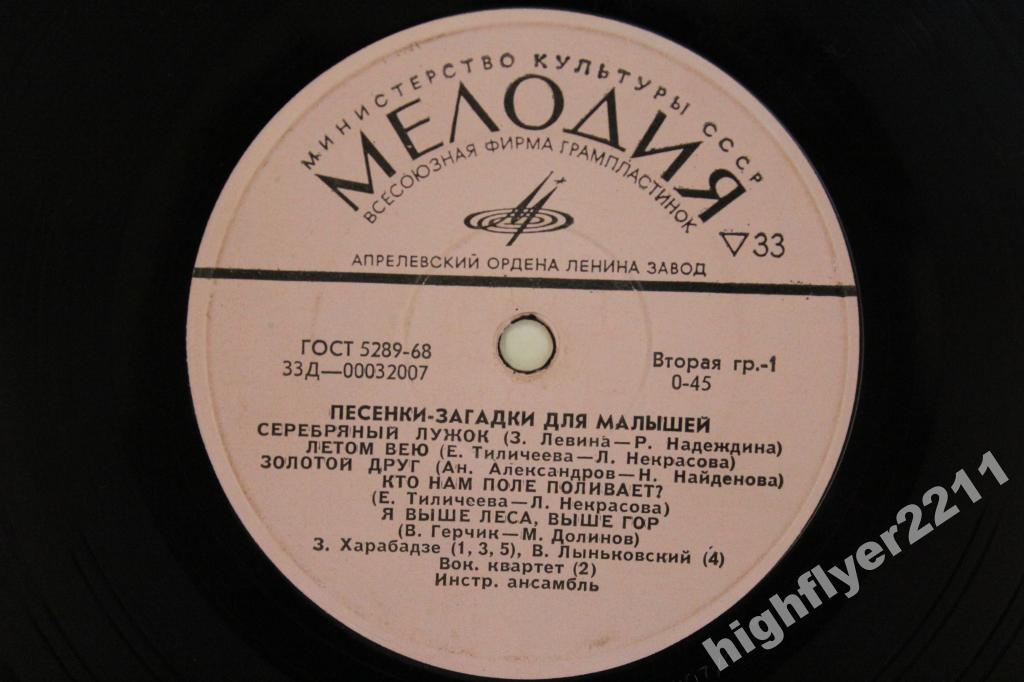 МИНИСТЕРСТВО КУЛЬТУРЫ СССР
МЕЛОДИЯ
ВСЕСОЮЗНАЯ ФИРМА ГРАМПЛАСТИНОК
▽33
АПРЕЛЕВСКИЙ ОРДЕНА ЛЕНИНА ЗАВОД
ГОСТ 5289-68
33Д—00032007
Вторая гр.-1
0-45
ПЕСЕНКИ-ЗАГАДКИ ДЛЯ МАЛЫШЕЙ
СЕРЕБРЯНЫЙ ЛУЖОК (З. Левина—Р. Надеждина)
ЛЕТОМ ВЕЮ (Е. Тиличеева—Л. Некрасова)
ЗОЛОТОЙ ДРУГ (Ан. Александров—Н. Найденова)
КТО НАМ ПОЛЕ ПОЛИВАЕТ?
(Е. Тиличеева—Л. Некрасова)
Я ВЫШЕ ЛЕСА, ВЫШЕ ГОР
(В. Герчик—М. Долинов)
З. Харабадзе (1, 3, 5), В. Лыньковский (4)
Вок. квартет (2)
Инстр. ансамбль
highflyer2211